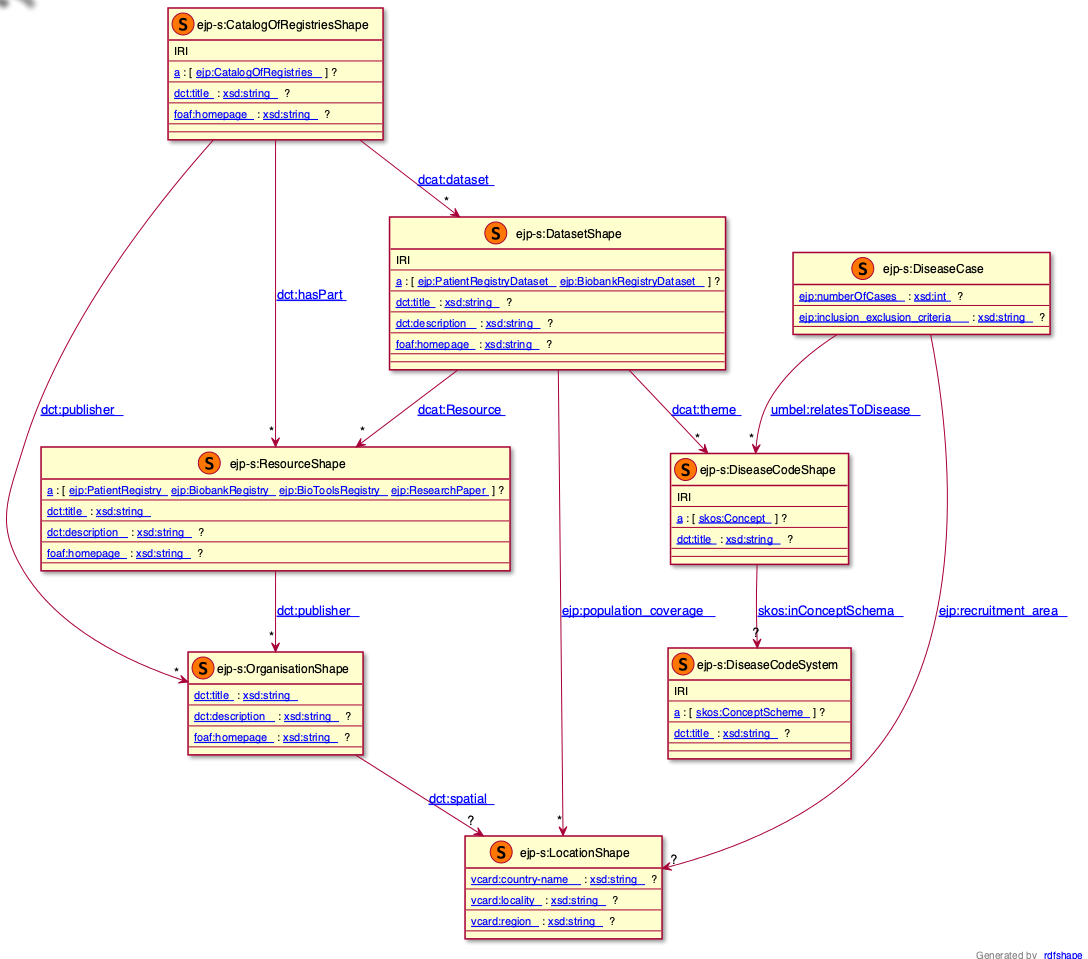 S ejp-s:CatalogOfRegistriesShape
IRI
a : [ ejp:CatalogOfRegistries ] ?
dct:title : xsd:string ?
foaf:homepage : xsd:string ?
dcat:dataset
*
S ejp-s:DatasetShape
IRI
a : [ ejp:PatientRegistryDataset ejp:BiobankRegistryDataset ] ?
dct:title : xsd:string ?
dct:description : xsd:string ?
foaf:homepage : xsd:string ?
S ejp-s:DiseaseCase
ejp:numberOfCases : xsd:int ?
ejp:inclusion_exclusion_criteria : xsd:string ?
dct:hasPart
*
dct:publisher
*
dcat:Resource
*
dcat:theme
*
umbel:relatesToDisease
*
S ejp-s:ResourceShape
a : [ ejp:PatientRegistry ejp:BiobankRegistry ejp:BioToolsRegistry ejp:ResearchPaper ] ?
dct:title : xsd:string
dct:description : xsd:string ?
foaf:homepage : xsd:string ?
S ejp-s:DiseaseCodeShape
IRI
a : [ skos:Concept ] ?
dct:title : xsd:string ?
dct:publisher
*
ejp:population_coverage
*
skos:inConceptSchema
?
ejp:recruitment_area
?
S ejp-s:OrganisationShape
dct:title : xsd:string
dct:description : xsd:string ?
foaf:homepage : xsd:string ?
S ejp-s:DiseaseCodeSystem
IRI
a : [ skos:ConceptScheme ] ?
dct:title : xsd:string ?
dct:spatial
?
S ejp-s:LocationShape
vcard:country-name : xsd:string ?
vcard:locality : xsd:string ?
vcard:region : xsd:string ?
Generated by rdfshape